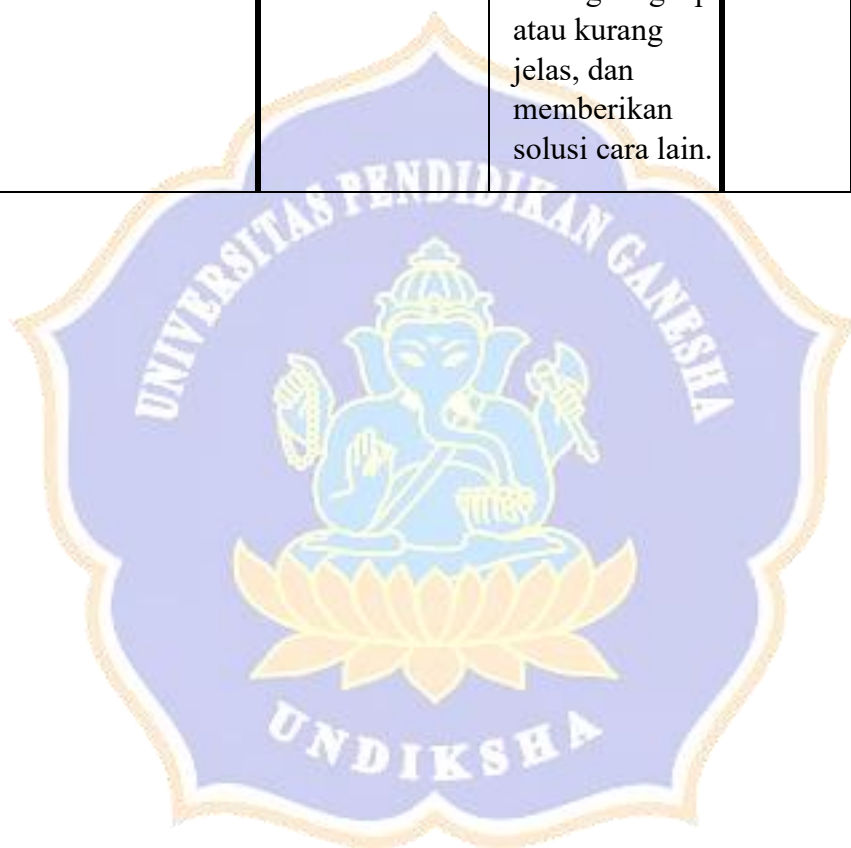 atau kurang
jelas, dan
memberikan
solusi cara lain.
UNIVERSITAS PENDIDIKAN GANESHA
UNDIKSHA